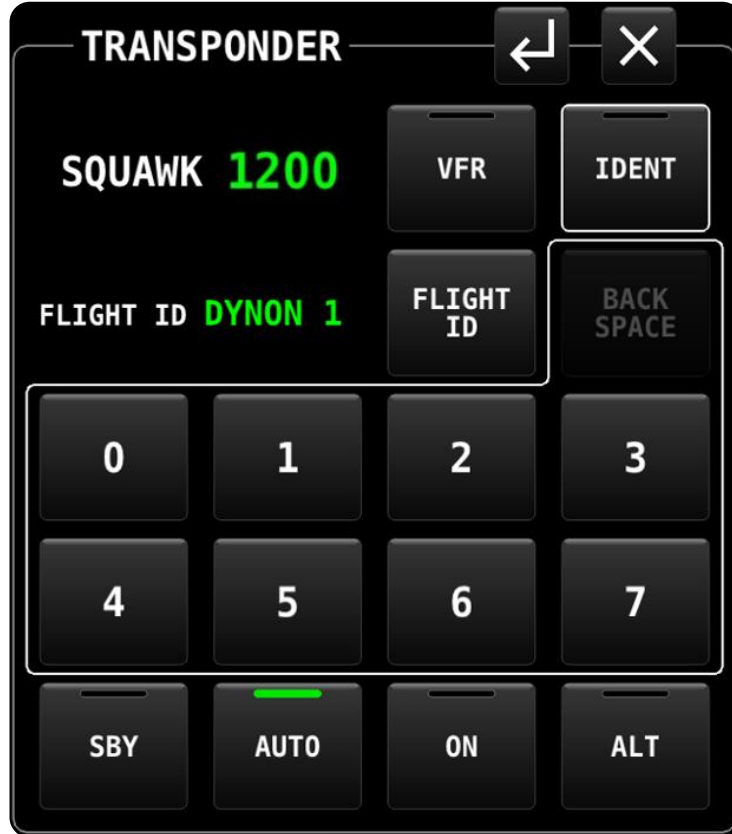 TRANSPONDER
SQUAWK 1200
VFR
IDENT
FLIGHT ID DYNON 1
FLIGHT
ID
BACK
SPACE
0 1 2 3
4 5 6 7
SBY AUTO ON ALT